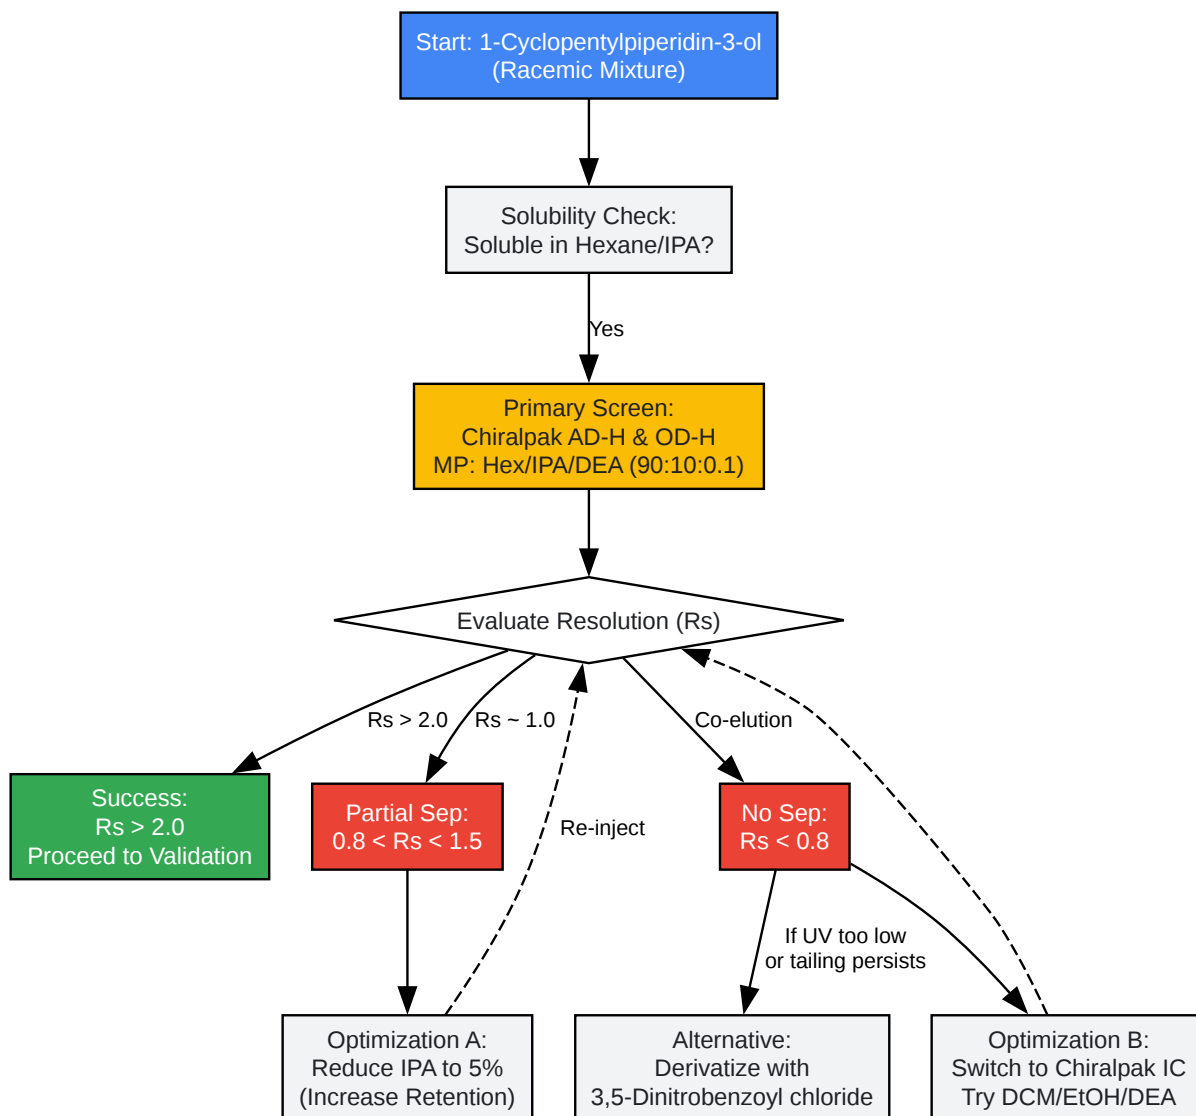 Start: 1-Cyclopentylpiperidin-3-ol
(Racemic Mixture)
Solubility Check:
Soluble in Hexane/IPA?
Yes
Primary Screen:
Chiralpak AD-H & OD-H
MP: Hex/IPA/DEA (90:10:0.1)
Evaluate Resolution (Rs)
Rs > 2.0
Rs ~ 1.0
Co-elution
Success:
Rs > 2.0
Proceed to Validation
Partial Sep:
0.8 < Rs < 1.5
Re-inject
No Sep:
Rs < 0.8
If UV too low
or tailing persists
Optimization A:
Reduce IPA to 5%
(Increase Retention)
Alternative:
Derivatize with
3,5-Dinitrobenzoyl chloride
Optimization B:
Switch to Chiralpak IC
Try DCM/EtOH/DEA